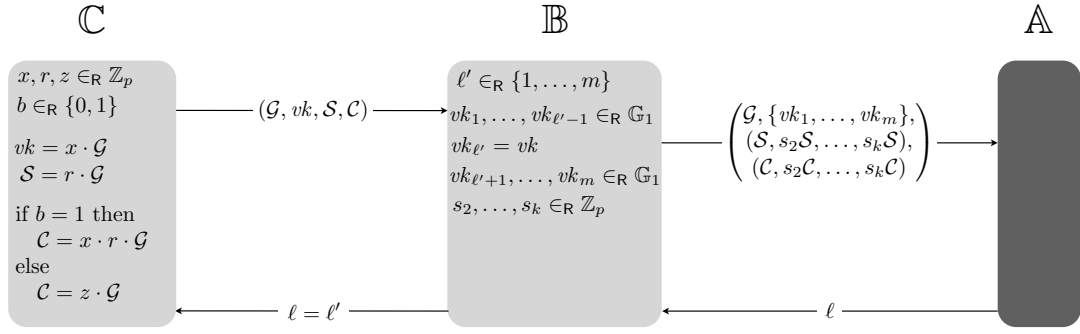 ℂ 𝔹 𝔸
x, r, z ∈_R ℤ_p
b ∈_R {0, 1}
vk = x · 𝒢
𝒮 = r · 𝒢
if b = 1 then
𝒞 = x · r · 𝒢
else
𝒞 = z · 𝒢
(𝒢, vk, 𝒮, 𝒞)
ℓ = ℓ′
ℓ′ ∈_R {1, . . . , m}
vk_1, . . . , vk_{ℓ′−1} ∈_R 𝔾_1
vk_{ℓ′} = vk
vk_{ℓ′+1}, . . . , vk_m ∈_R 𝔾_1
s_2, . . . , s_k ∈_R ℤ_p
(𝒢, {vk_1, . . . , vk_m},
(𝒮, s_2𝒮, . . . , s_k𝒮),
(𝒞, s_2𝒞, . . . , s_k𝒞))
ℓ